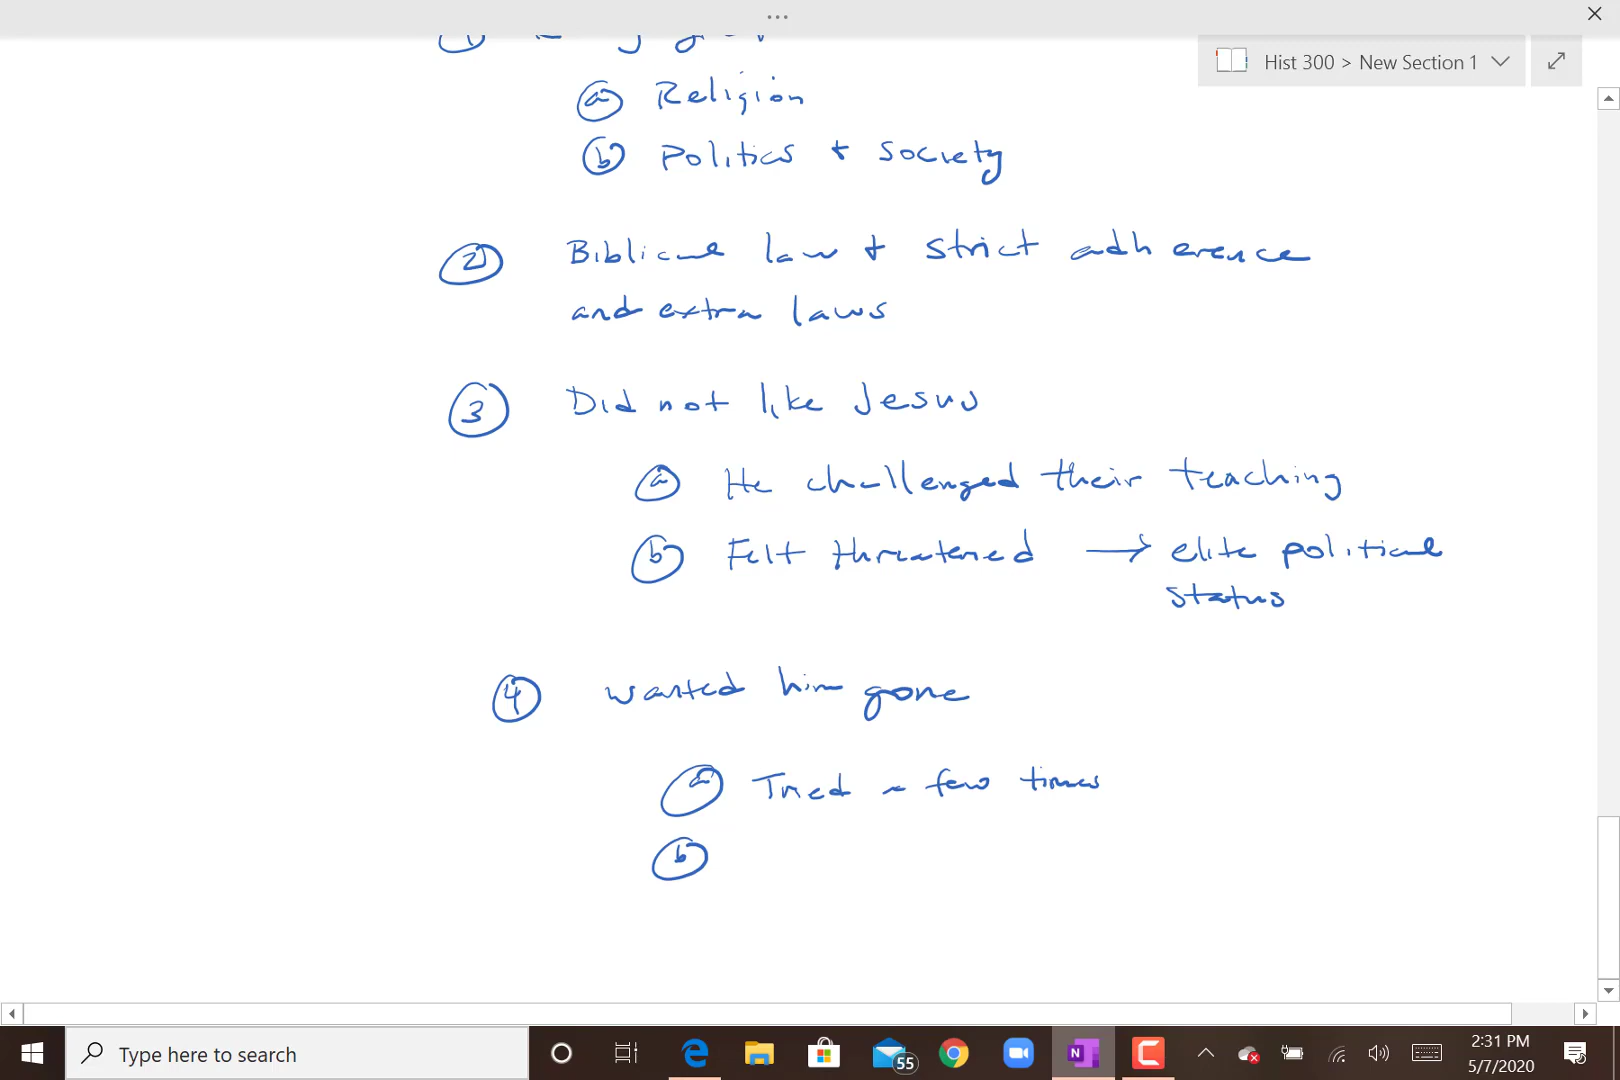 Hist 300 > New Section 1
a Religion
b Politics + Society
2 Biblical law + strict adherence
and extra laws
3 Did not like Jesus
a He challenged their teaching
b Felt threatened → elite political
status
4 wanted him gone
a Tried a few times
b
Type here to search
55
2:31 PM
5/7/2020